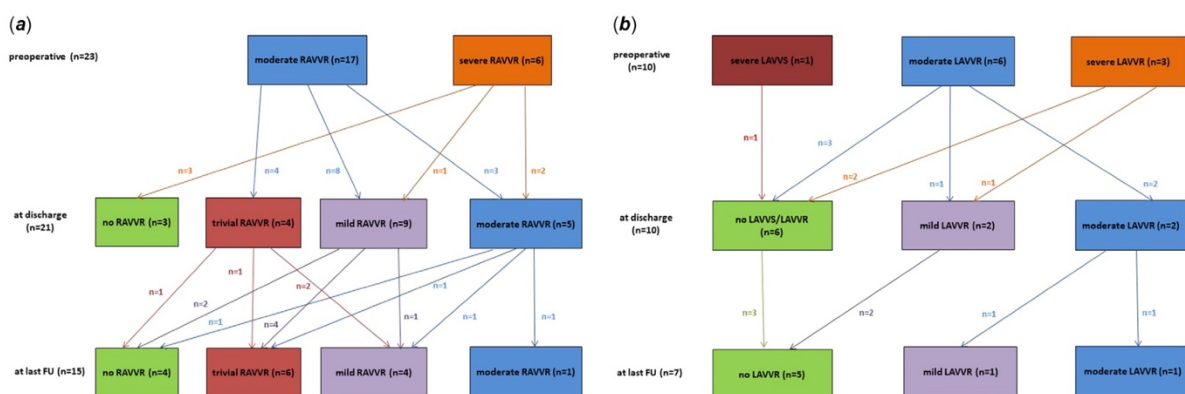 (a)
preoperative (n=23)
moderate RAVVR (n=17)
severe RAVVR (n=6)
n=3
n=4
n=8
n=1
n=3
n=2
at discharge
(n=21)
no RAVVR (n=3)
trivial RAVVR (n=4)
mild RAVVR (n=9)
moderate RAVVR (n=5)
n=1
n=1
n=2
n=1
n=2
n=1
n=4
n=1
n=1
n=1
at last FU (n=15)
no RAVVR (n=4)
trivial RAVVR (n=6)
mild RAVVR (n=4)
moderate RAVVR (n=1)
(b)
preoperative
(n=10)
severe LAVVS (n=1)
moderate LAVVR (n=6)
severe LAVVR (n=3)
n=1
n=3
n=2
n=1
n=1
n=2
at discharge
(n=10)
no LAVVS/LAVVR
(n=6)
mild LAVVR (n=2)
moderate LAVVR (n=2)
n=3
n=2
n=1
n=1
at last FU (n=7)
no LAVVR (n=5)
mild LAVVR (n=1)
moderate LAVVR (n=1)